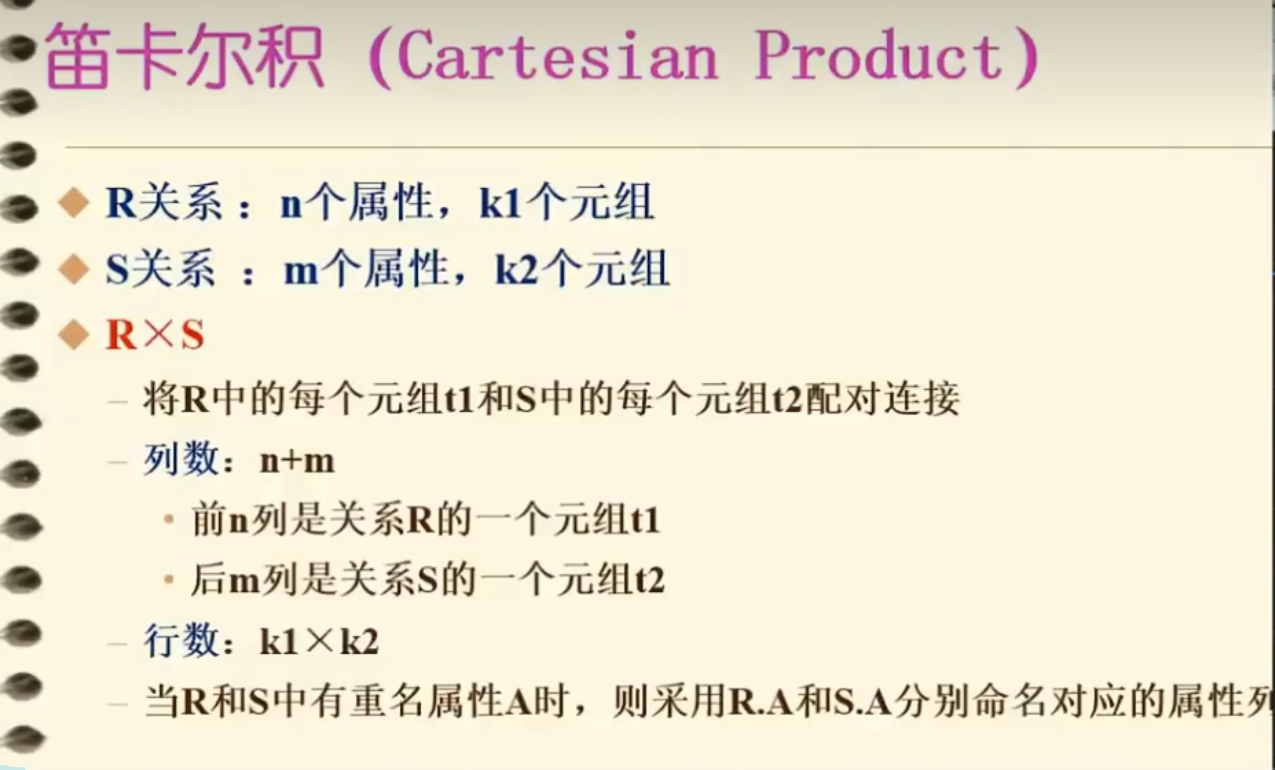 笛卡尔积 (Cartesian Product)
R关系：n个属性，k1个元组
S关系 ：m个属性，k2个元组
R×S
– 将R中的每个元组t1和S中的每个元组t2配对连接
– 列数：n+m
• 前n列是关系R的一个元组t1
• 后m列是关系S的一个元组t2
– 行数：k1×k2
– 当R和S中有重名属性A时，则采用R.A和S.A分别命名对应的属性列